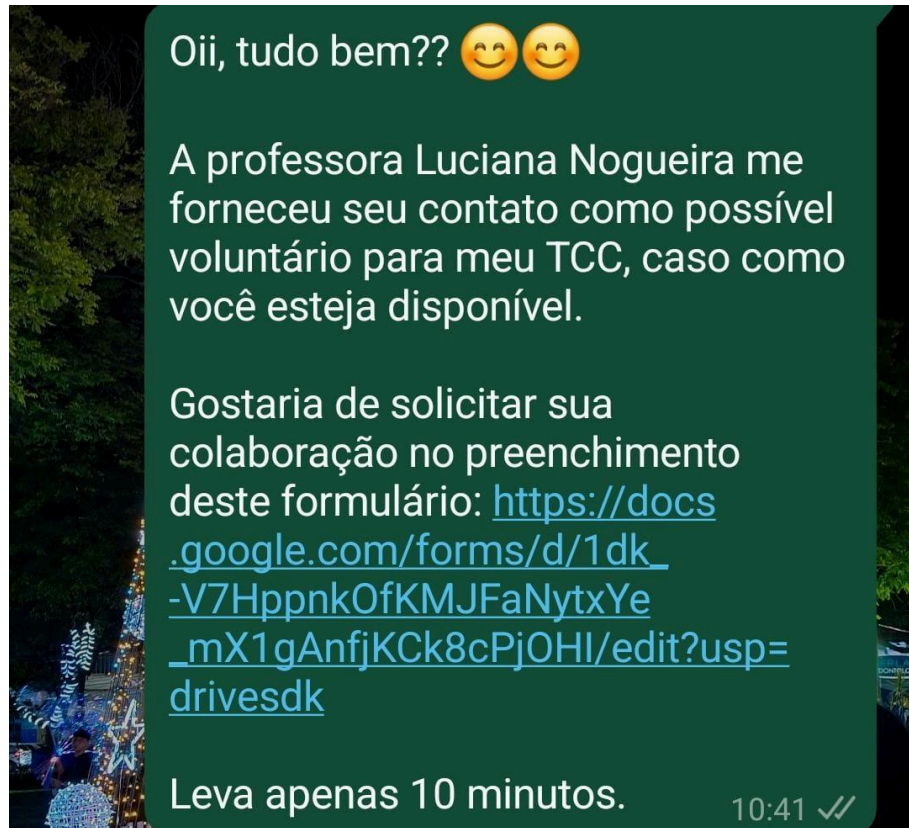 Oii, tudo bem?? 😊😊
A professora Luciana Nogueira me
forneceu seu contato como possível
voluntário para meu TCC, caso como
você esteja disponível.
Gostaria de solicitar sua
colaboração no preenchimento
deste formulário: https://docs
.google.com/forms/d/1dk_
-V7HppnkOfKMJFaNytxYe
_mX1gAnfjKCk8cPjOHI/edit?usp=
drivesdk
Leva apenas 10 minutos.
10:41